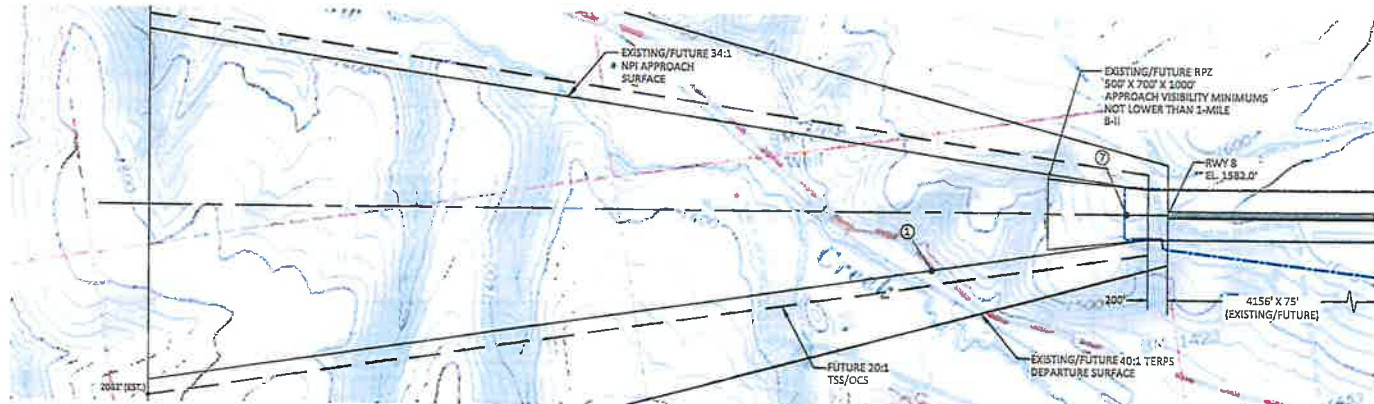 EXISTING/FUTURE 34:1
NPI APPROACH
SURFACE
EXISTING/FUTURE RPZ
500' X 700' X 1000'
APPROACH VISIBILITY MINIMUMS
NOT LOWER THAN 1-MILE
B-II
7
RWY 8
EL. 1582.0'
1600
1
200'
4156' X 75'
(EXISTING/FUTURE)
FUTURE 20:1
TSS/OCS
EXISTING/FUTURE 40:1 TERPS
DEPARTURE SURFACE